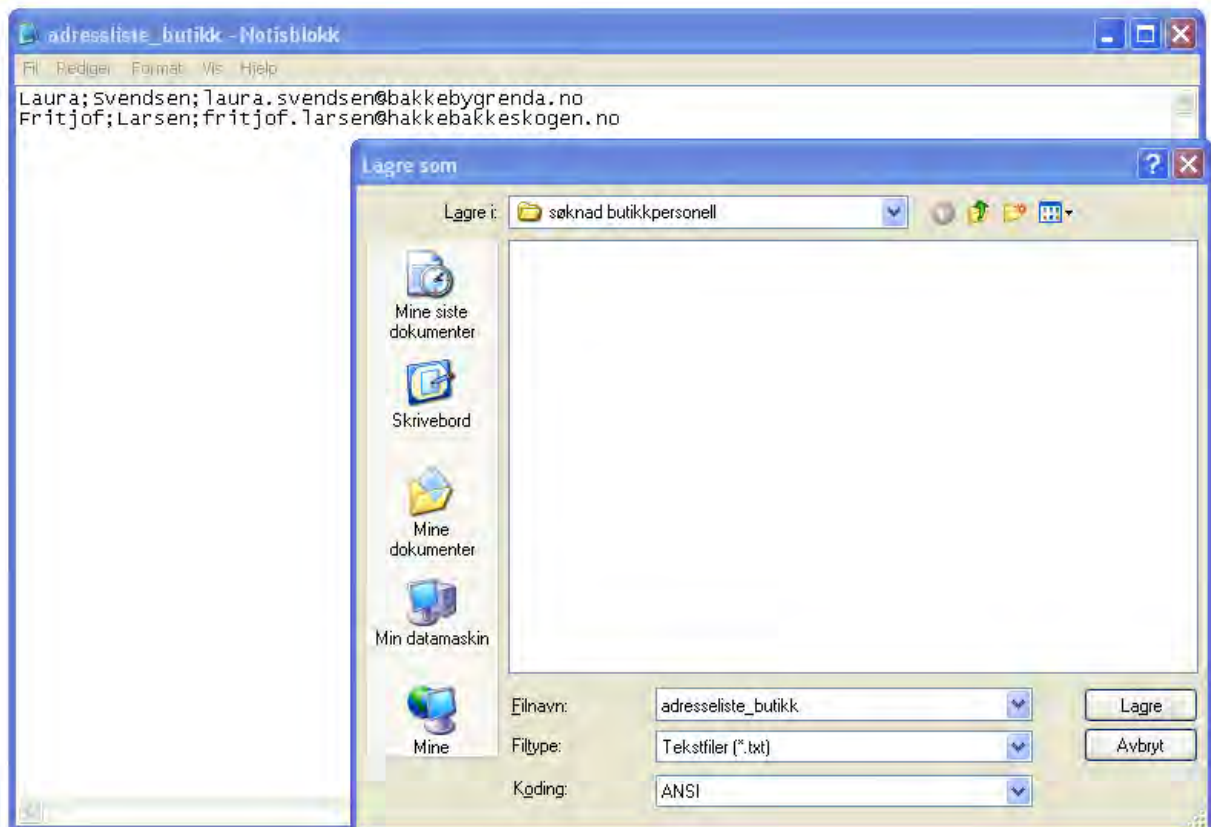 adressliste_butikk - Notisblokk
Fil Rediger Format Vis Hjelp
Laura;Svendsen;laura.svendsen@bakkebygrenda.no
Fritjof;Larsen;fritjof.larsen@hakkebakkeskogen.no
Lagre som
Lagre i: søknad butikkpersonell
Mine siste
dokumenter
Skrivebord
Mine
dokumenter
Min datamaskin
Mine
Filnavn: adresseliste_butikk Lagre
Filtype: Tekstfiler (*.txt) Avbryt
Koding: ANSI